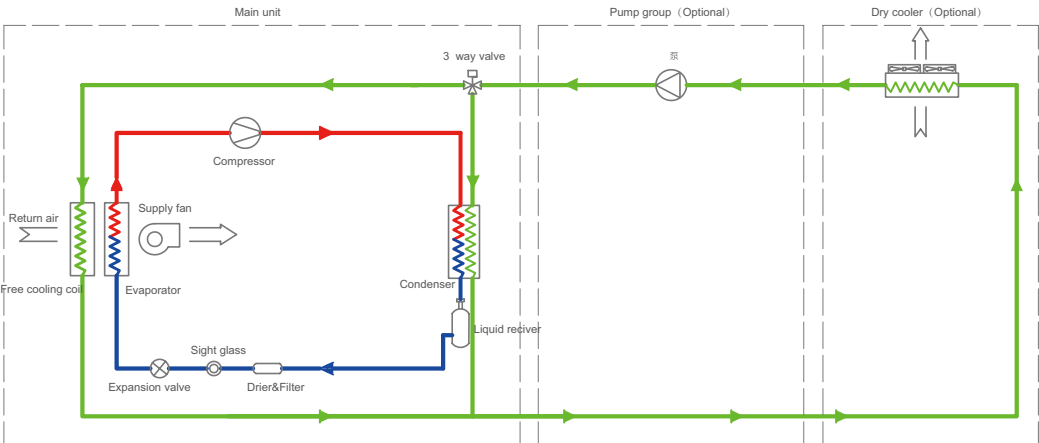 Main unit
Pump group（Optional）
Dry cooler（Optional）
3 way valve
泵
Compressor
Return air
Supply fan
Free cooling coil
Evaporator
Condenser
Liquid reciver
Sight glass
Expansion valve
Drier&Filter